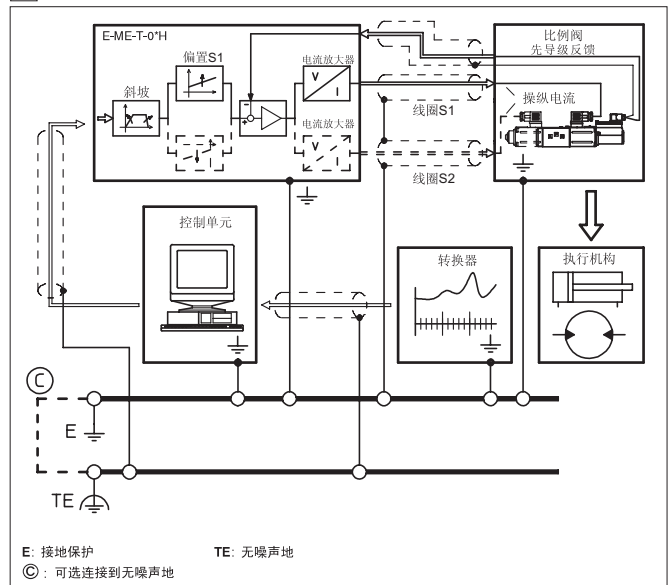 E-ME-T-0*H
偏置S1
斜坡
电流放大器
V
I
电流放大器
V
I
线圈S1
线圈S2
比例阀
先导级反馈
操纵电流
控制单元
转换器
执行机构
C
E
TE
E: 接地保护
TE: 无噪声地
Ⓒ : 可选连接到无噪声地